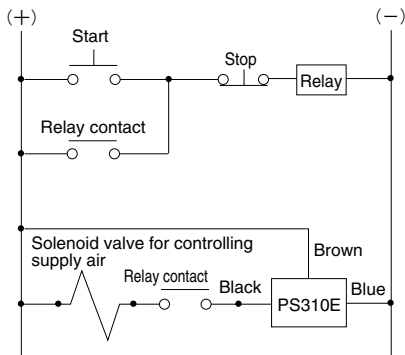 (+)
(−)
Start
Stop
Relay
Relay contact
Brown
Solenoid valve for controlling
supply air
Relay contact
Black
PS310E
Blue